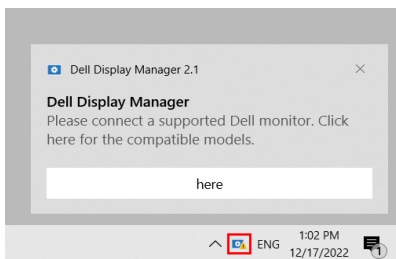 Dell Display Manager 2.1
Dell Display Manager
Please connect a supported Dell monitor. Click
here for the compatible models.
here
1:02 PM
ENG
12/17/2022
1